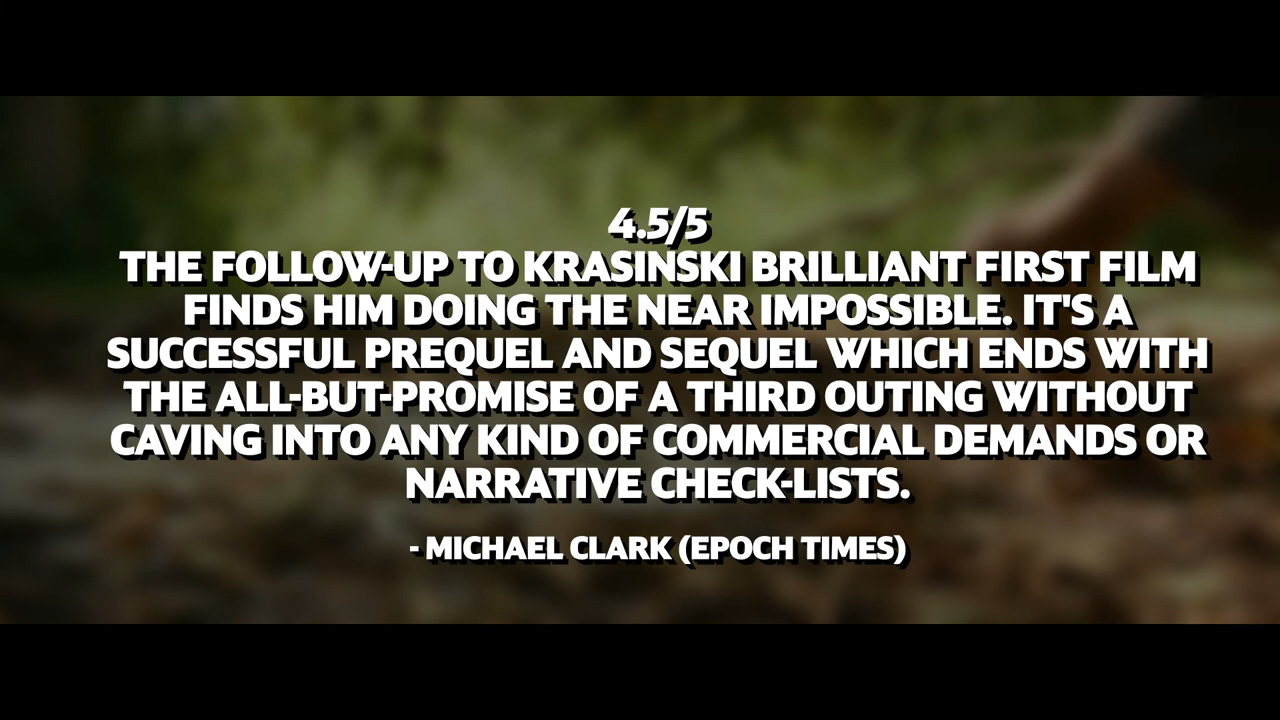 4.5/5
THE FOLLOW-UP TO KRASINSKI BRILLIANT FIRST FILM
FINDS HIM DOING THE NEAR IMPOSSIBLE. IT'S A
SUCCESSFUL PREQUEL AND SEQUEL WHICH ENDS WITH
THE ALL-BUT-PROMISE OF A THIRD OUTING WITHOUT
CAVING INTO ANY KIND OF COMMERCIAL DEMANDS OR
NARRATIVE CHECK-LISTS.
- MICHAEL CLARK (EPOCH TIMES)